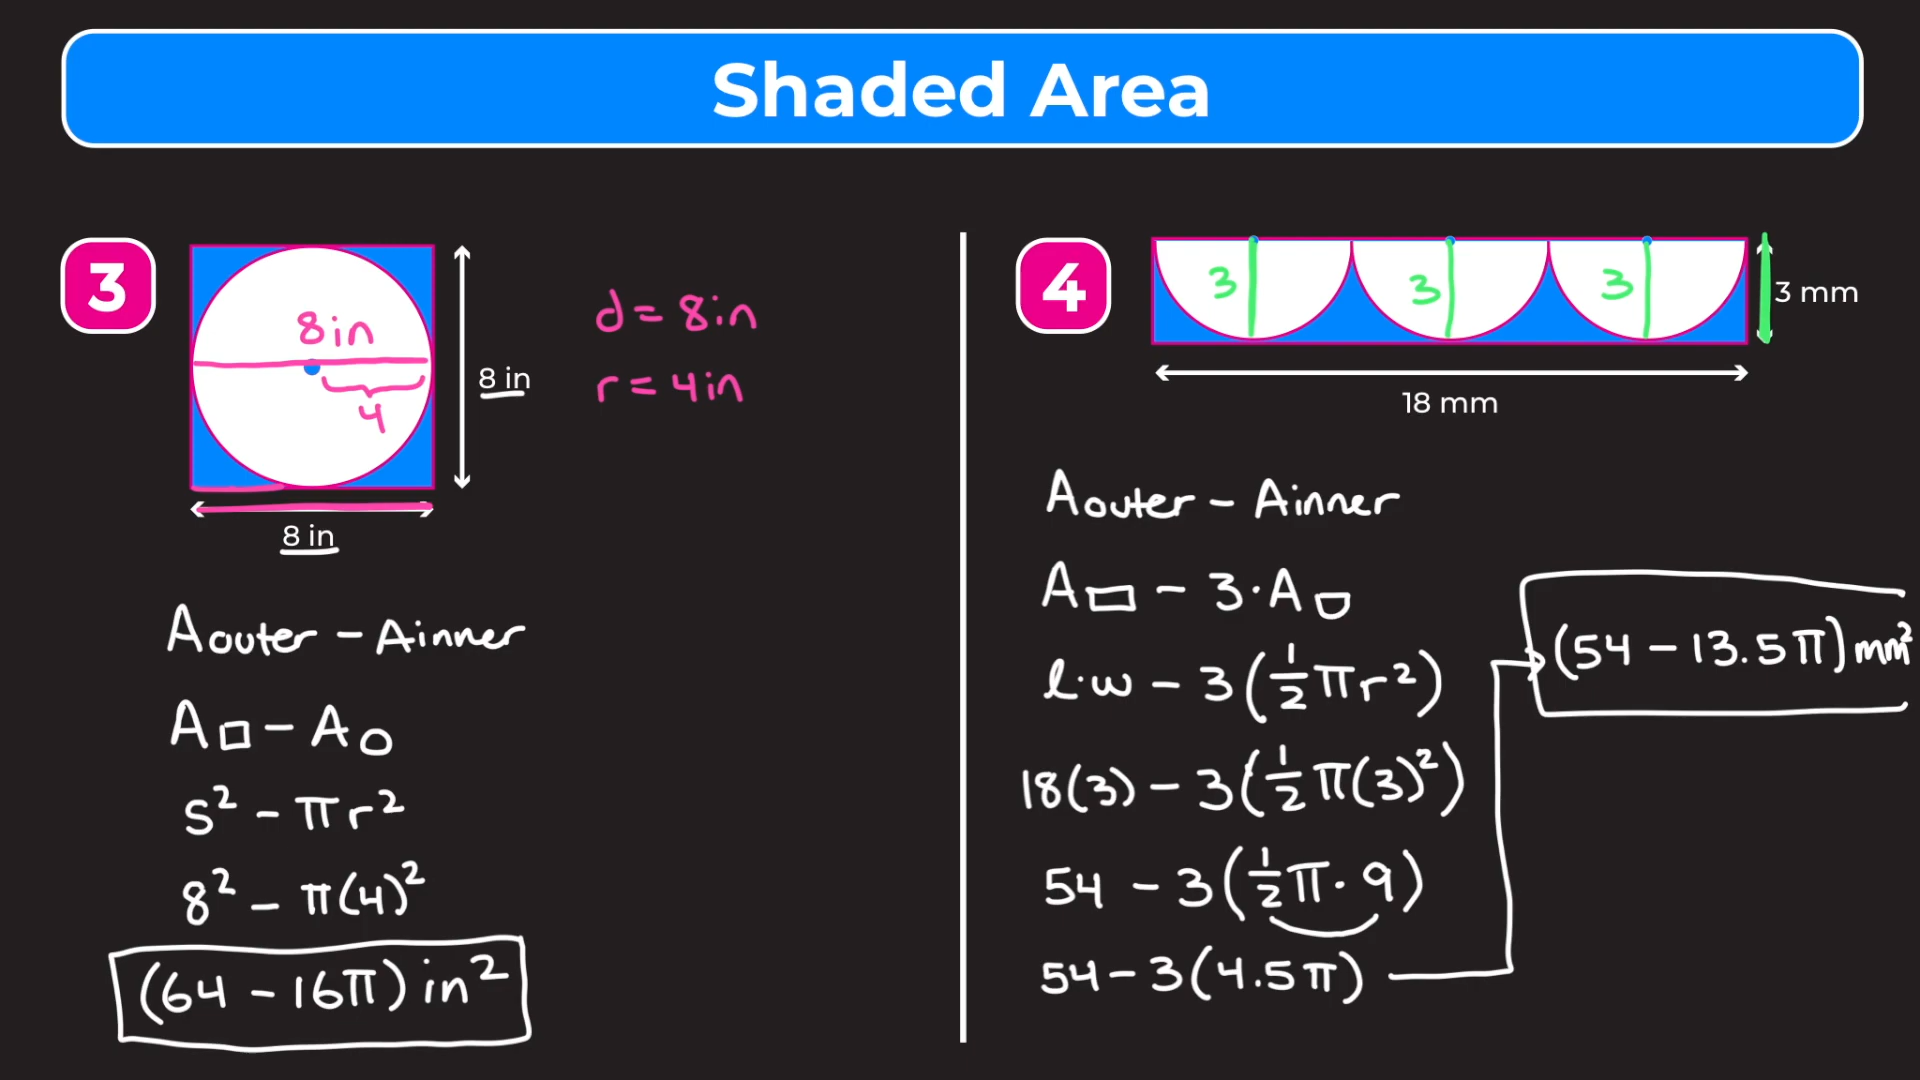 Shaded Area
3
8in
4
8 in
8 in
d = 8in
r = 4in
Aouter - Ainner
A□ - A○
s² - πr²
8² - π(4)²
(64 - 16π) in²
4
3
3
3
3 mm
18 mm
Aouter - Ainner
A▭ - 3·A◡
l·w - 3(½πr²)
18(3) - 3(½π(3)²)
54 - 3(½π·9)
54 - 3(4.5π)
(54 - 13.5π) mm²